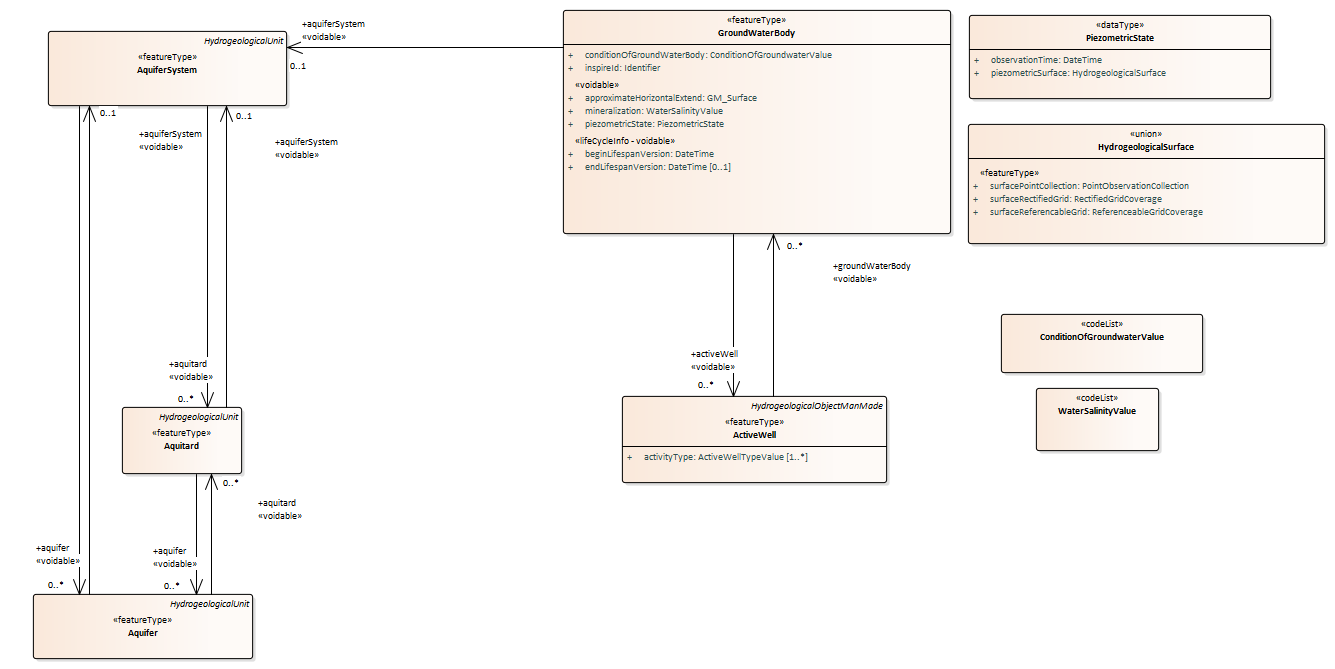 HydrogeologicalUnit
«featureType»
AquiferSystem
+aquiferSystem
«voidable»
0..1
«featureType»
GroundWaterBody
+ conditionOfGroundWaterBody: ConditionOfGroundwaterValue
+ inspireId: Identifier
«voidable»
+ approximateHorizontalExtend: GM_Surface
+ mineralization: WaterSalinityValue
+ piezometricState: PiezometricState
«lifeCycleInfo - voidable»
+ beginLifespanVersion: DateTime
+ endLifespanVersion: DateTime [0..1]
«dataType»
PiezometricState
+ observationTime: DateTime
+ piezometricSurface: HydrogeologicalSurface
«union»
HydrogeologicalSurface
«featureType»
+ surfacePointCollection: PointObservationCollection
+ surfaceRectifiedGrid: RectifiedGridCoverage
+ surfaceReferencableGrid: ReferenceableGridCoverage
0..1
0..1
+aquiferSystem
«voidable»
+aquiferSystem
«voidable»
0..*
+groundWaterBody
«voidable»
«codeList»
ConditionOfGroundwaterValue
+aquitard
«voidable»
0..*
+activeWell
«voidable»
0..*
«codeList»
WaterSalinityValue
HydrogeologicalUnit
«featureType»
Aquitard
HydrogeologicalObjectManMade
«featureType»
ActiveWell
+ activityType: ActiveWellTypeValue [1..*]
0..*
+aquitard
«voidable»
+aquifer
«voidable»
0..*
+aquifer
«voidable»
0..*
HydrogeologicalUnit
«featureType»
Aquifer